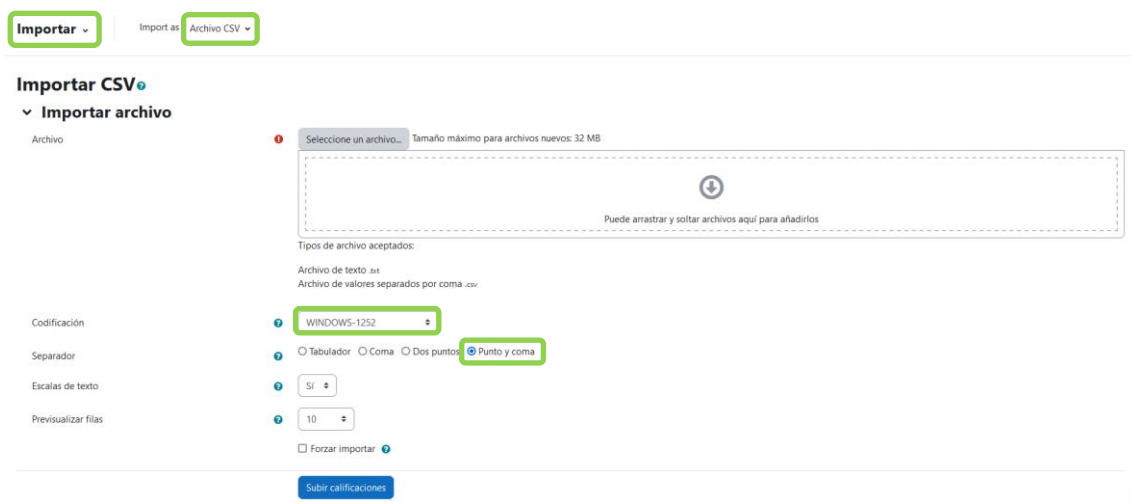 Importar
Import as Archivo CSV
Importar CSV
Importar archivo
Archivo
Seleccione un archivo... Tamaño máximo para archivos nuevos: 32 MB
Puede arrastrar y soltar archivos aquí para añadirlos
Tipos de archivo aceptados:
Archivo de texto .txt
Archivo de valores separados por coma .csv
Codificación WINDOWS-1252
Separador Tabulador Coma Dos puntos Punto y coma
Escalas de texto Sí
Previsualizar filas 10
Forzar importar
Subir calificaciones